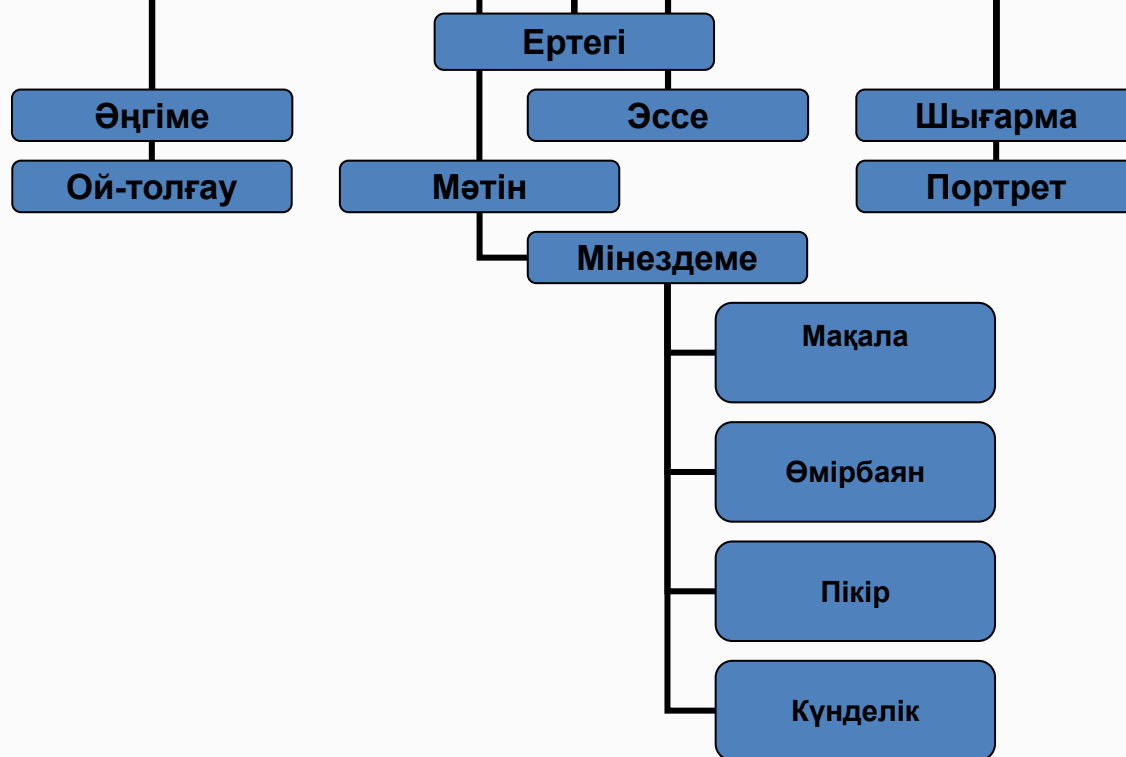 Ертегі
Әңгіме
Эссе
Шығарма
Ой-толғау
Мәтін
Портрет
Мінездеме
Мақала
Өмірбаян
Пікір
Күнделік